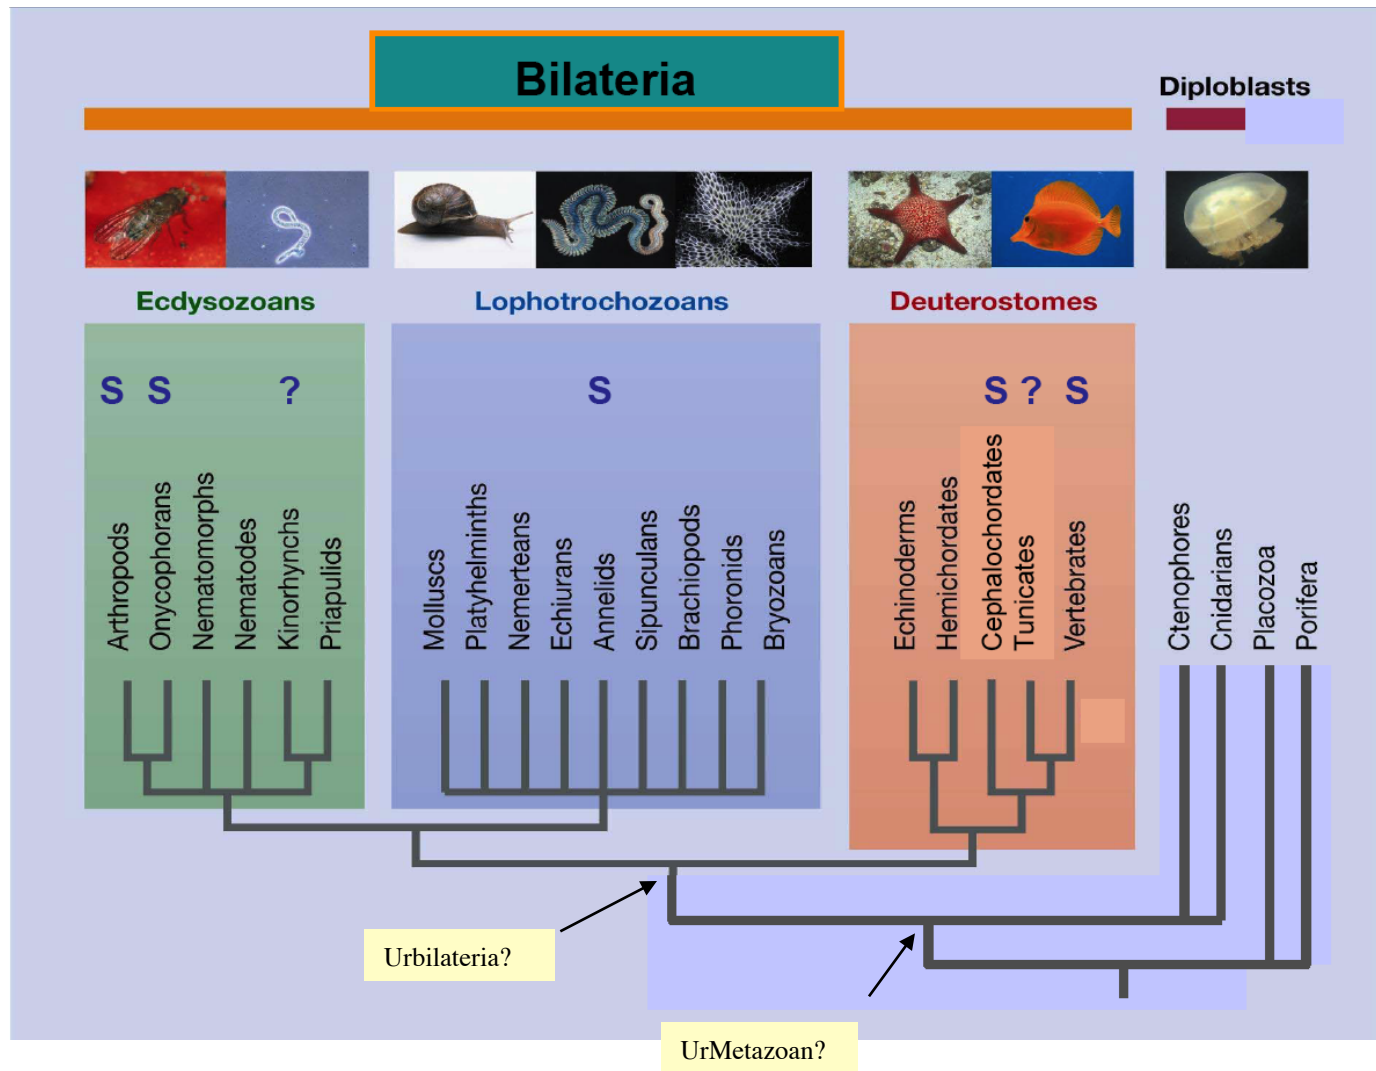 Bilateria
Diploblasts
Ecdysozoans
Lophotrochozoans
Deuterostomes
S S ?
S
S ? S
Arthropods
Onycophorans
Nematomorphs
Nematodes
Kinorhynchs
Priapulids
Molluscs
Platyhelminths
Nemerteans
Echiurans
Annelids
Sipunculans
Brachiopods
Phoronids
Bryozoans
Echinoderms
Hemichordates
Cephalochordates
Tunicates
Vertebrates
Ctenophores
Cnidarians
Placozoa
Porifera
Urbilateria?
UrMetazoan?